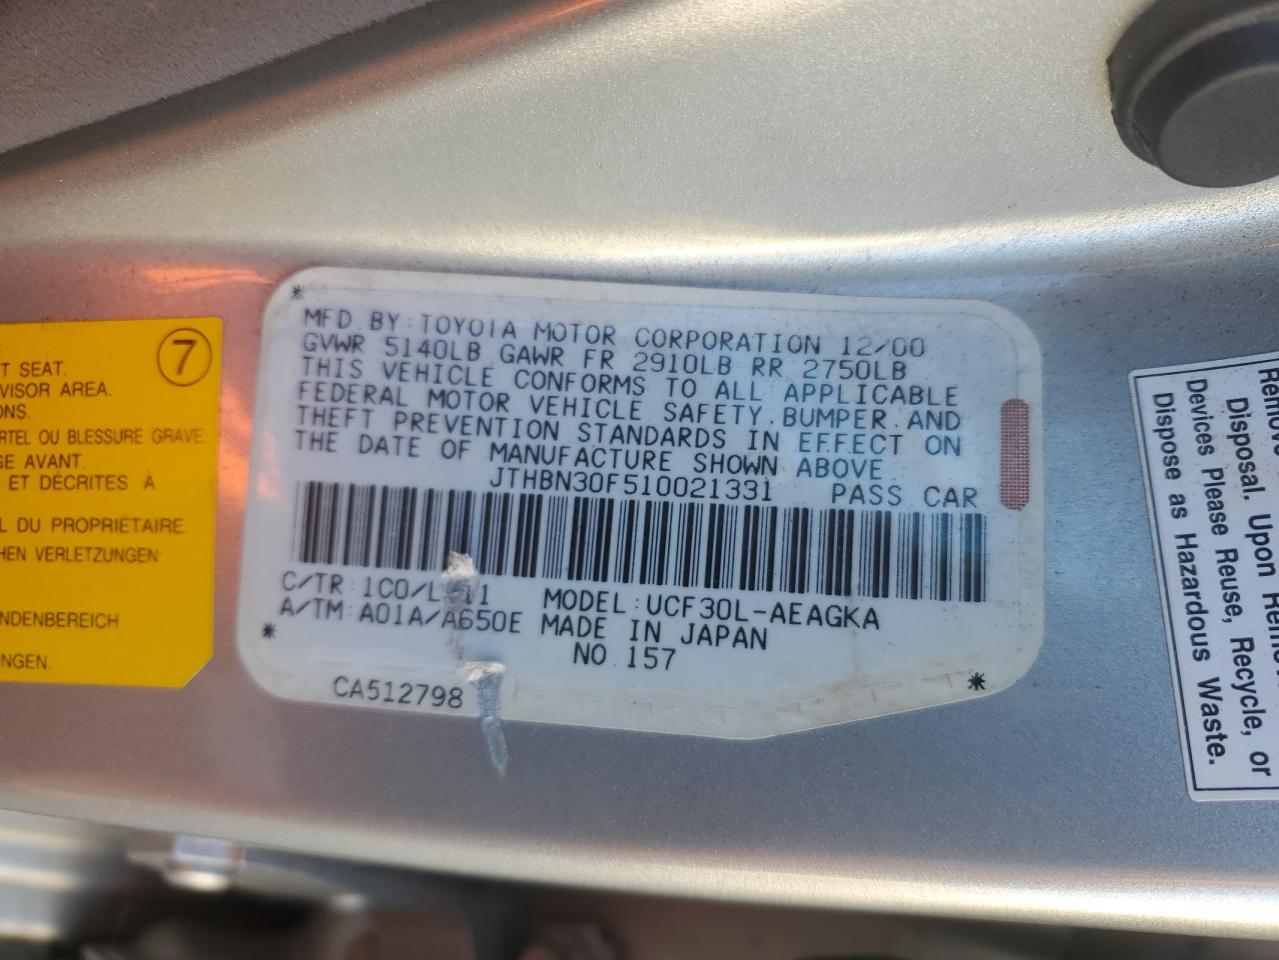 MFD. BY: TOYOTA MOTOR CORPORATION 12/00
GVWR 5140LB GAWR FR 2910LB RR 2750LB
THIS VEHICLE CONFORMS TO ALL APPLICABLE
FEDERAL MOTOR VEHICLE SAFETY, BUMPER, AND
THEFT PREVENTION STANDARDS IN EFFECT ON
THE DATE OF MANUFACTURE SHOWN ABOVE.
JTHBN30F510021331 PASS CAR
C/TR: 1C0/L 11 MODEL: UCF30L-AEAGKA
A/TM: A01A/A650E MADE IN JAPAN
NO. 157
CA512798
7
T SEAT.
VISOR AREA.
ONS.
RTEL OU BLESSURE GRAVE
GE AVANT.
ET DÉCRITES À
L DU PROPRIÉTAIRE.
HEN VERLETZUNGEN
NDENBEREICH
NGEN.
Disposal. Upon
Devices Please Reuse, Recycle, or
Dispose as Hazardous Waste.